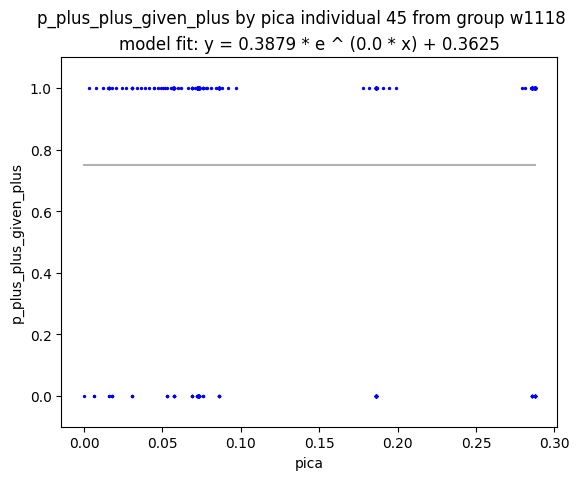 p_plus_plus_given_plus by pica individual 45 from group w1118
model fit: y = 0.3879 * e ^ (0.0 * x) + 0.3625
p_plus_plus_given_plus
1.0
0.8
0.6
0.4
0.2
0.0
0.00 0.05 0.10 0.15 0.20 0.25 0.30
pica